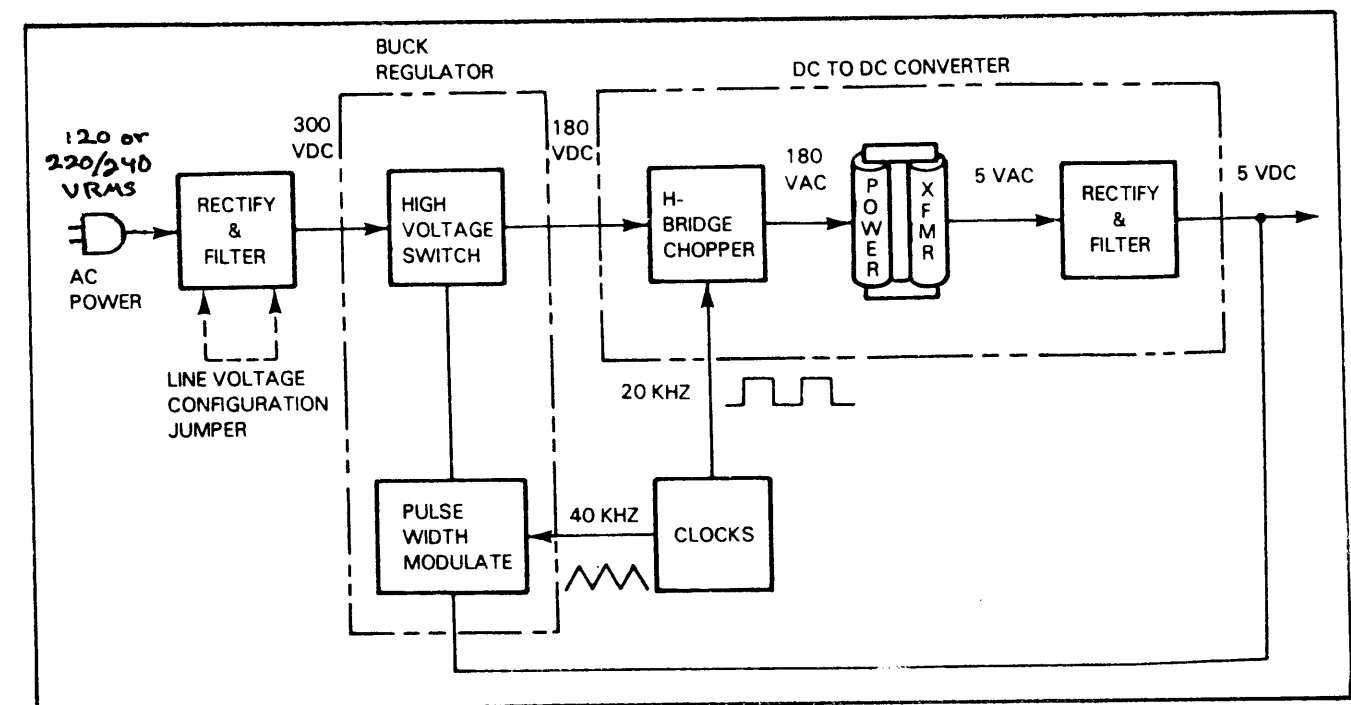 BUCK
REGULATOR
DC TO DC CONVERTER
120 or
220/240
VRMS
AC
POWER
RECTIFY
&
FILTER
LINE VOLTAGE
CONFIGURATION
JUMPER
300
VDC
HIGH
VOLTAGE
SWITCH
180
VDC
H-
BRIDGE
CHOPPER
180
VAC
POWER
XFMR
5 VAC
RECTIFY
&
FILTER
5 VDC
20 KHZ
PULSE
WIDTH
MODULATE
40 KHZ
CLOCKS